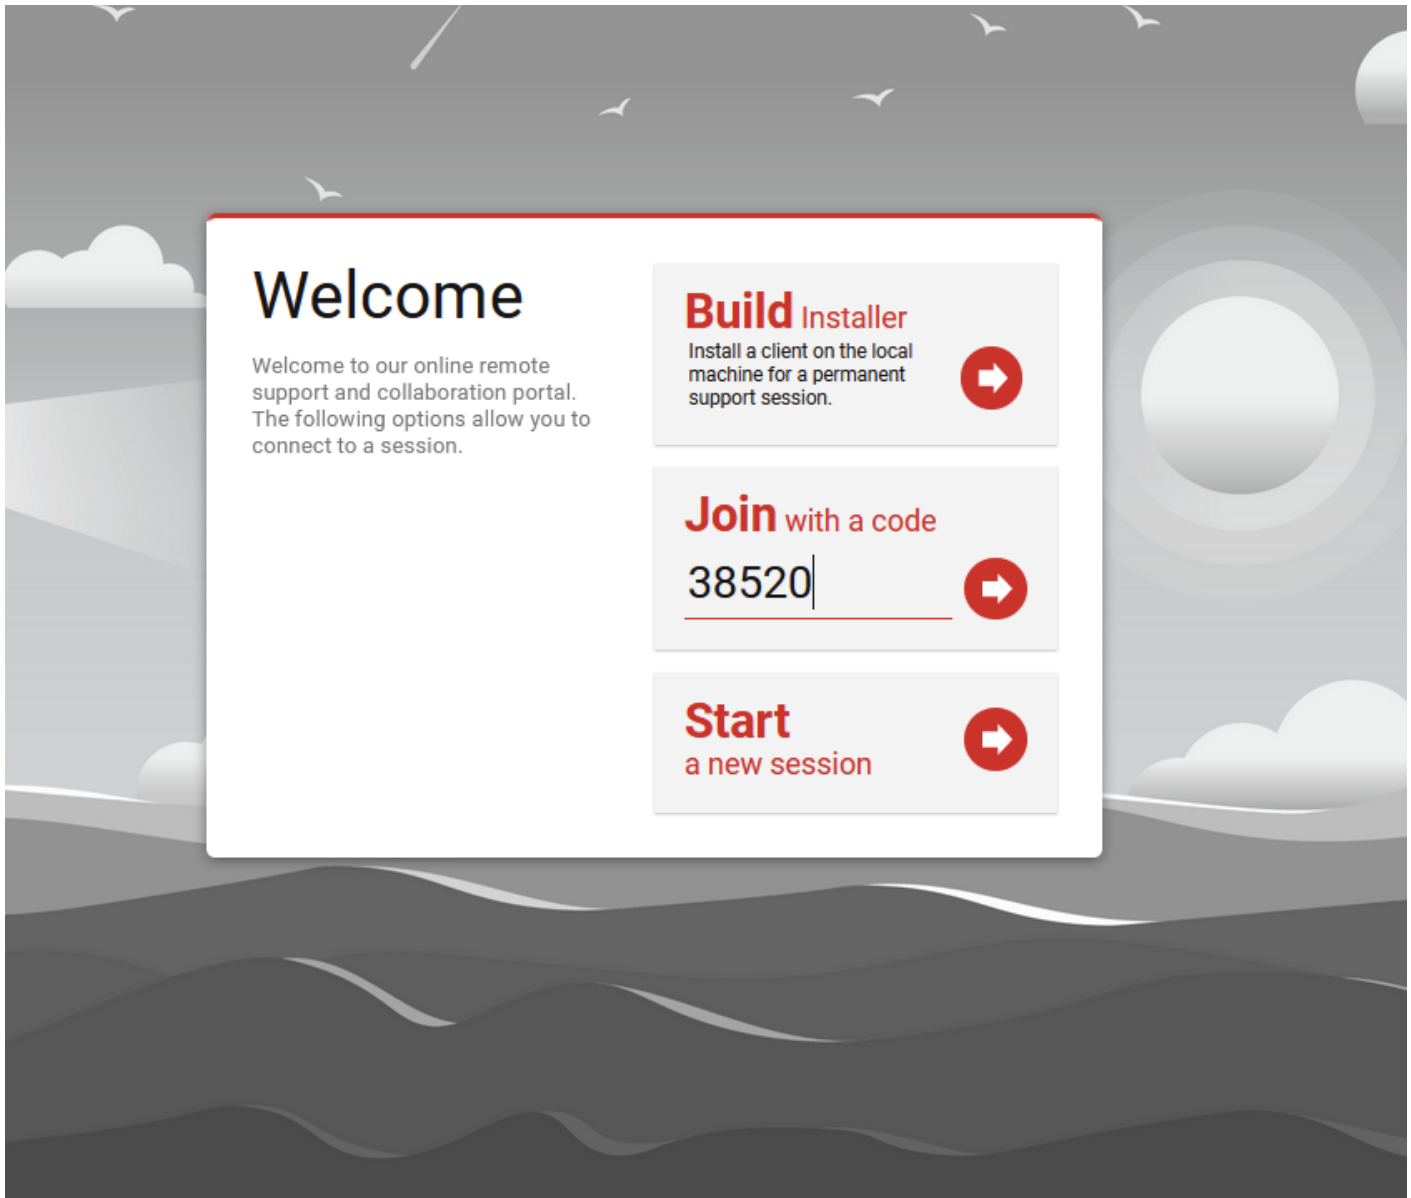 Welcome
Welcome to our online remote
support and collaboration portal.
The following options allow you to
connect to a session.
Build Installer
Install a client on the local
machine for a permanent
support session.
Join with a code
38520
Start
a new session